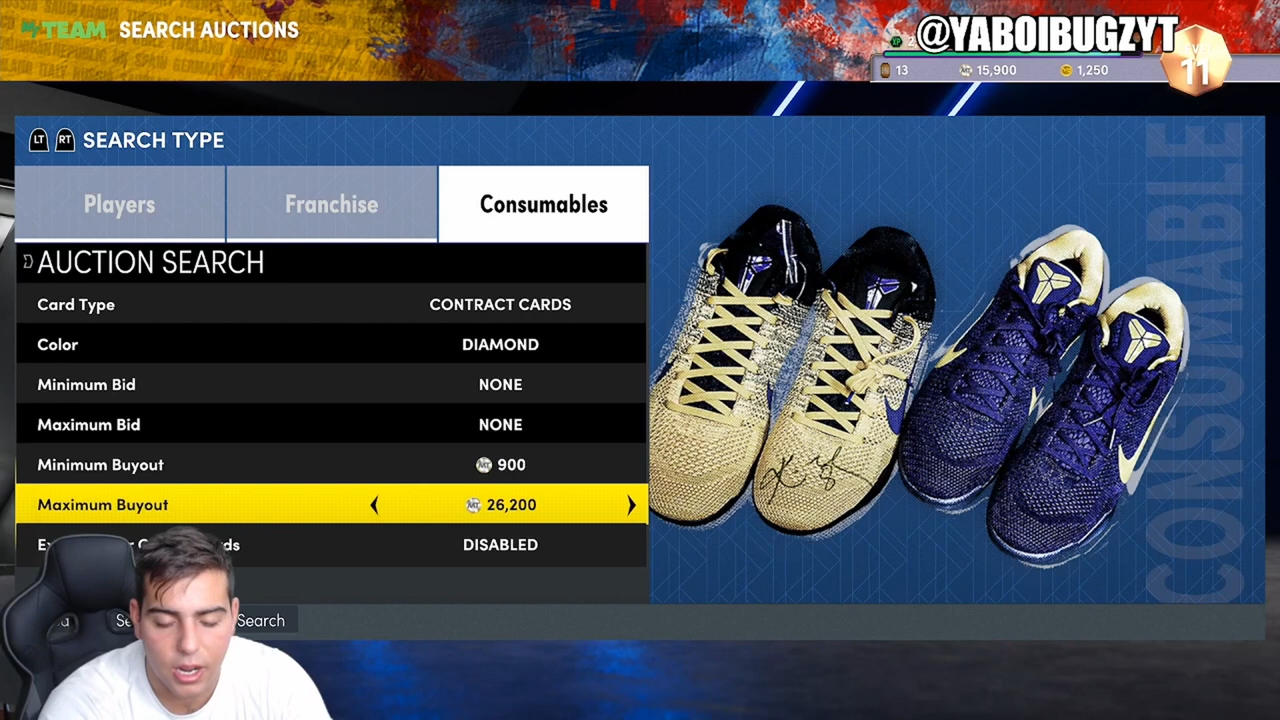 TEAM SEARCH AUCTIONS
@YABOIBUGZYT
13 15,900 1,250
11
LT RT SEARCH TYPE
Players Franchise Consumables
AUCTION SEARCH
Card Type CONTRACT CARDS
Color DIAMOND
Minimum Bid NONE
Maximum Bid NONE
Minimum Buyout MT 900
Maximum Buyout MT 26,200
DISABLED
Search
CONSUMABLE